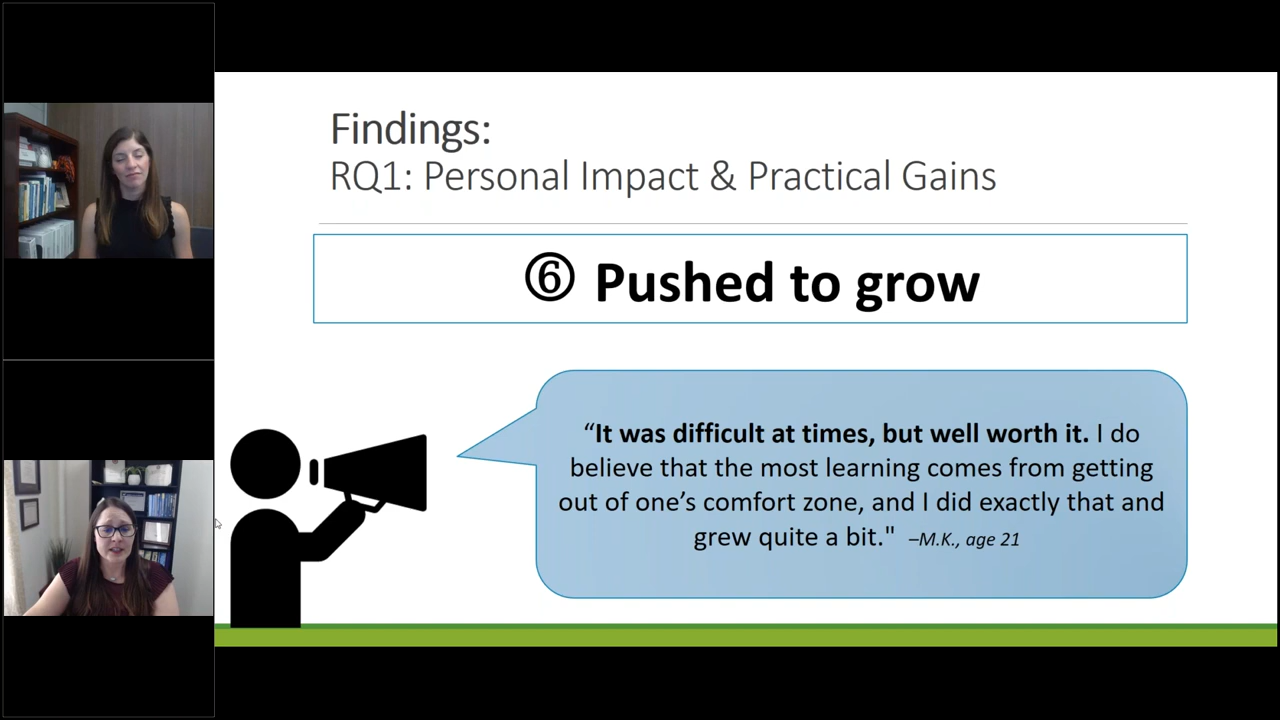 Findings:
RQ1: Personal Impact & Practical Gains
⑥ Pushed to grow
“It was difficult at times, but well worth it. I do
believe that the most learning comes from getting
out of one’s comfort zone, and I did exactly that and
grew quite a bit." –M.K., age 21